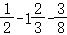 1/2 - 1 2/3 - 3/8